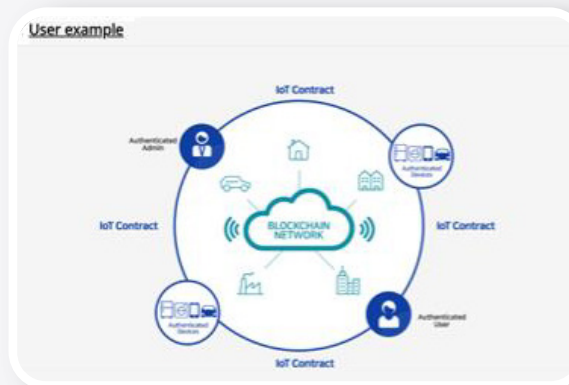 User example
IoT Contract
Authenticated
Admin
Authenticated
Devices
IoT Contract
BLOCKCHAIN
NETWORK
IoT Contract
Authenticated
Devices
Authenticated
User
IoT Contract